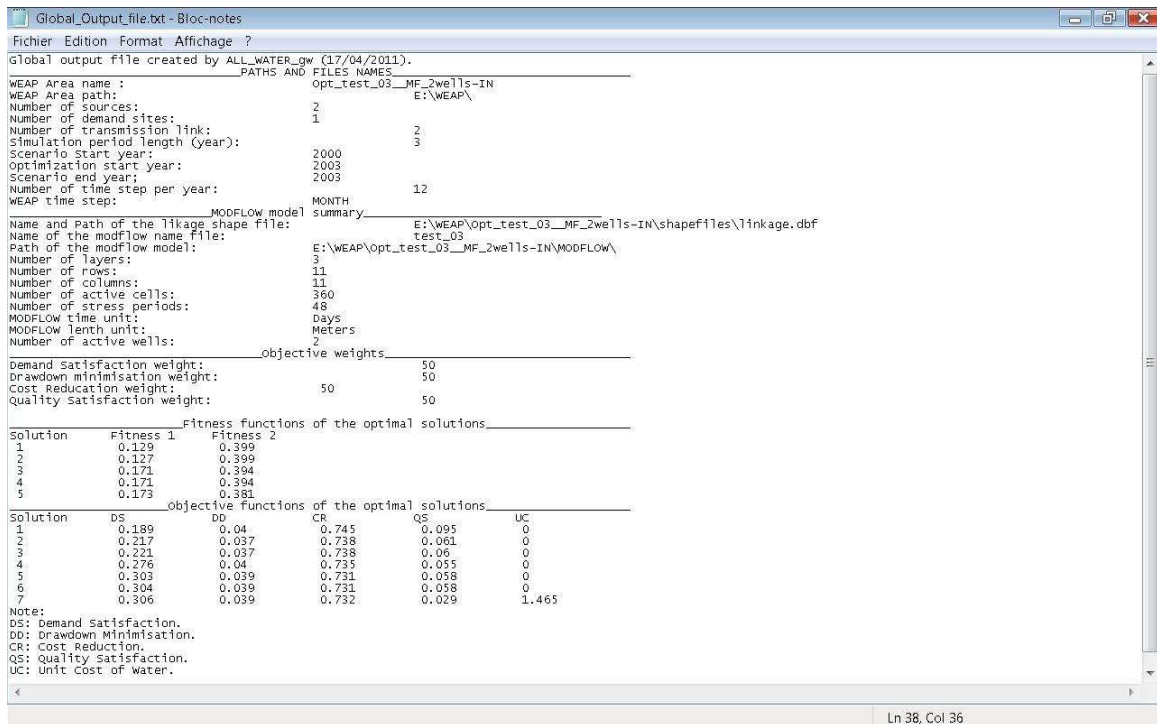 Global_Output_file.txt - Bloc-notes
Fichier Edition Format Affichage ?
Global output file created by ALL_WATER_gw (17/04/2011).
PATHS AND FILES NAMES
WEAP Area name : Opt_test_03__MF_2wells-IN
WEAP Area path: E:\WEAP\
Number of sources: 2
Number of demand sites: 1
Number of transmission link: 2
Simulation period length (year): 3
Scenario Start year: 2000
Optimization start year: 2003
Scenario end year; 2003
Number of time step per year: 12
WEAP time step: MONTH
MODFLOW model summary
Name and Path of the likage shape file: E:\WEAP\Opt_test_03__MF_2wells-IN\shapefiles\linkage.dbf
Name of the modflow name file: test_03
Path of the modflow model: E:\WEAP\Opt_test_03__MF_2wells-IN\MODFLOW\
Number of layers: 3
Number of rows: 11
Number of columns: 11
Number of active cells: 360
Number of stress periods: 48
MODFLOW time unit: Days
MODFLOW lenth unit: Meters
Number of active wells: 2
Objective weights
Demand Satisfaction weight: 50
Drawdown minimisation weight: 50
Cost Reducation weight: 50
Quality Satisfaction weight: 50
Fitness functions of the optimal solutions
Solution Fitness 1 Fitness 2
1 0.129 0.399
2 0.127 0.399
3 0.171 0.394
4 0.171 0.394
5 0.173 0.381
Objective functions of the optimal solutions
Solution DS DD CR QS UC
1 0.189 0.04 0.745 0.095 0
2 0.217 0.037 0.738 0.061 0
3 0.221 0.037 0.738 0.06 0
4 0.276 0.04 0.735 0.055 0
5 0.303 0.039 0.731 0.058 0
6 0.304 0.039 0.731 0.058 0
7 0.306 0.039 0.732 0.029 1.465
Note:
DS: Demand Satisfaction.
DD: Drawdown Minimisation.
CR: Cost Reduction.
QS: Quality Satisfaction.
UC: Unit Cost of Water.
Ln 38, Col 36